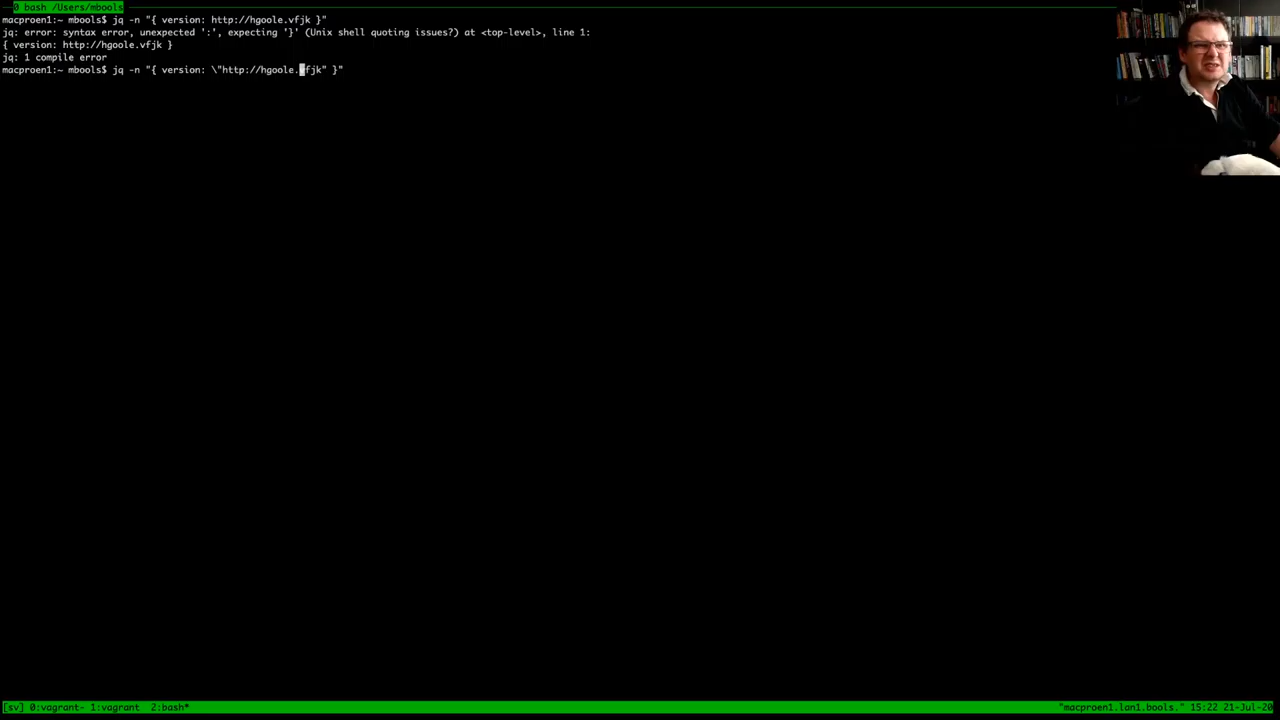 0 bash /Users/mbools
macproen1:~ mbools$ jq -n "{ version: http://hgoole.vfjk }"
jq: error: syntax error, unexpected ':', expecting '}' (Unix shell quoting issues?) at <top-level>, line 1:
{ version: http://hgoole.vfjk }
jq: 1 compile error
macproen1:~ mbools$ jq -n "{ version: \"http://hgoole.vfjk" }"
[sv] 0:vagrant- 1:vagrant  2:bash* "macproen1.lan1.bools." 15:22 21-Jul-20